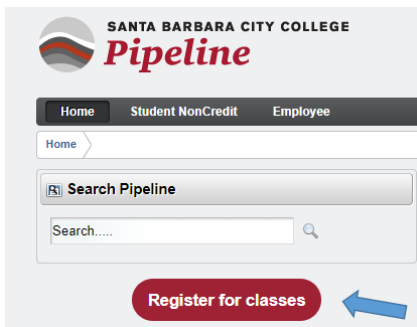 SANTA BARBARA CITY COLLEGE
Pipeline
Home Student NonCredit Employee
Home
Search Pipeline
Search.....
Register for classes